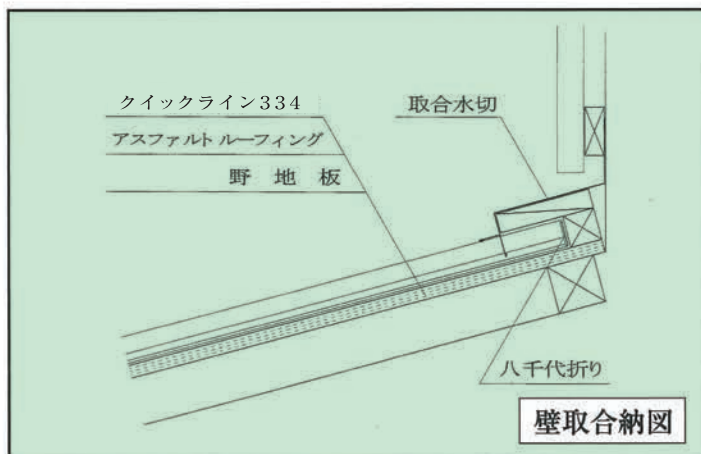 クイックライン334
取合水切
アスファルト ルーフィング
野 地 板
八千代折り
壁取合納図